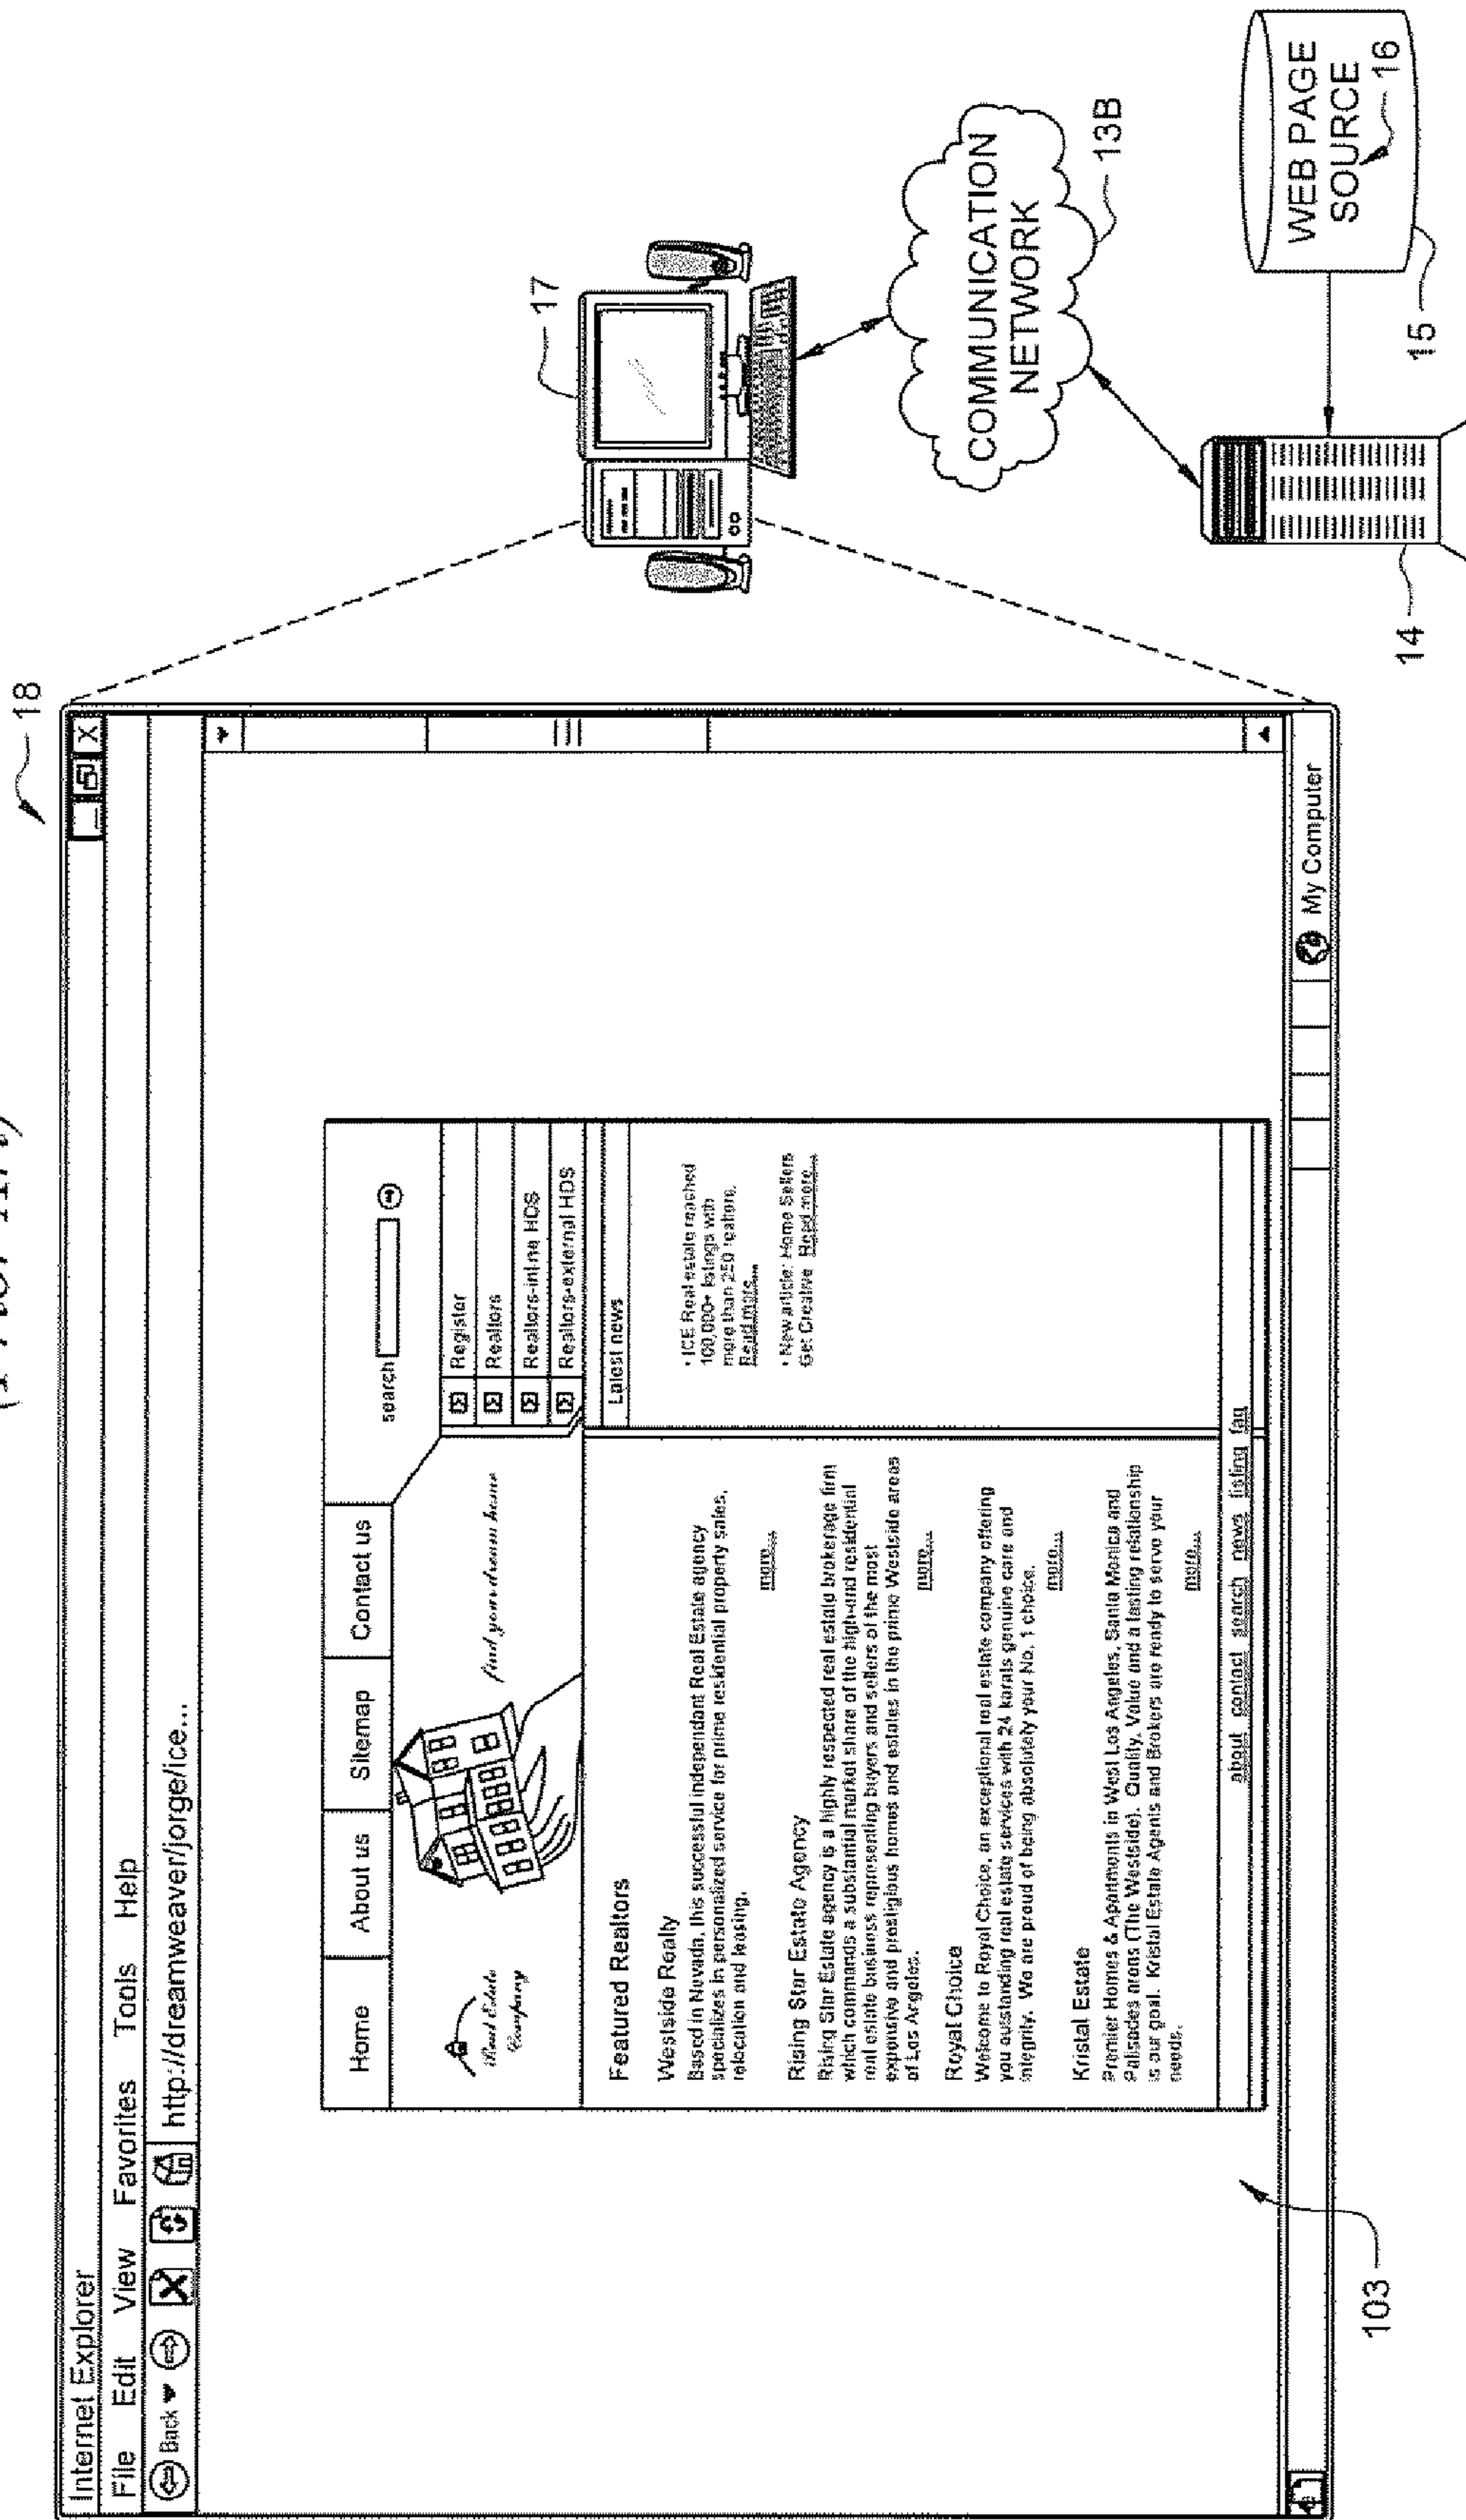 (Prior Art)
18
Internet Explorer
File Edit View Favorites Tools Help
Back http://dreamweaver/jorge/ice...
Home About us Sitemap Contact us
search
Real Estate
Company
find your dream home
Register
Realtors
Realtors-inline HDS
Realtors-external HDS
Featured Realtors
Westside Realty
Based in Nevada, this successful independant Real Estate agency
specializes in personalized service for prime residential property sales,
relocation and leasing.
more...
Rising Star Estate Agency
Rising Star Estate agency is a highly respected real estate brokerage firm
which commands a substantial market share of the high-end residential
real estate business representing buyers and sellers of the most
expensive and prestigious homes and estates in the prime Westside areas
of Los Angeles.
more...
Royal Choice
Welcome to Royal Choice, an exceptional real estate company offering
you outstanding real estate services with 24 karats genuine care and
integrity. We are proud of being absolutely your No. 1 choice.
more...
Kristal Estate
Premier Homes & Apartments in West Los Angeles, Santa Monica and
Palisades areas (The Westside). Quality, Value and a lasting relationship
is our goal. Kristal Estate Agents and Brokers are ready to serve your
needs.
more...
Latest news
• ICE Real estate reached
100,000+ listings with
more than 250 realtors.
Read more...
• New article: Home Sellers
Get Creative Read more...
about contact search news listing faq
My Computer
103
17
COMMUNICATION
NETWORK
13B
14
WEB PAGE
SOURCE
16
15